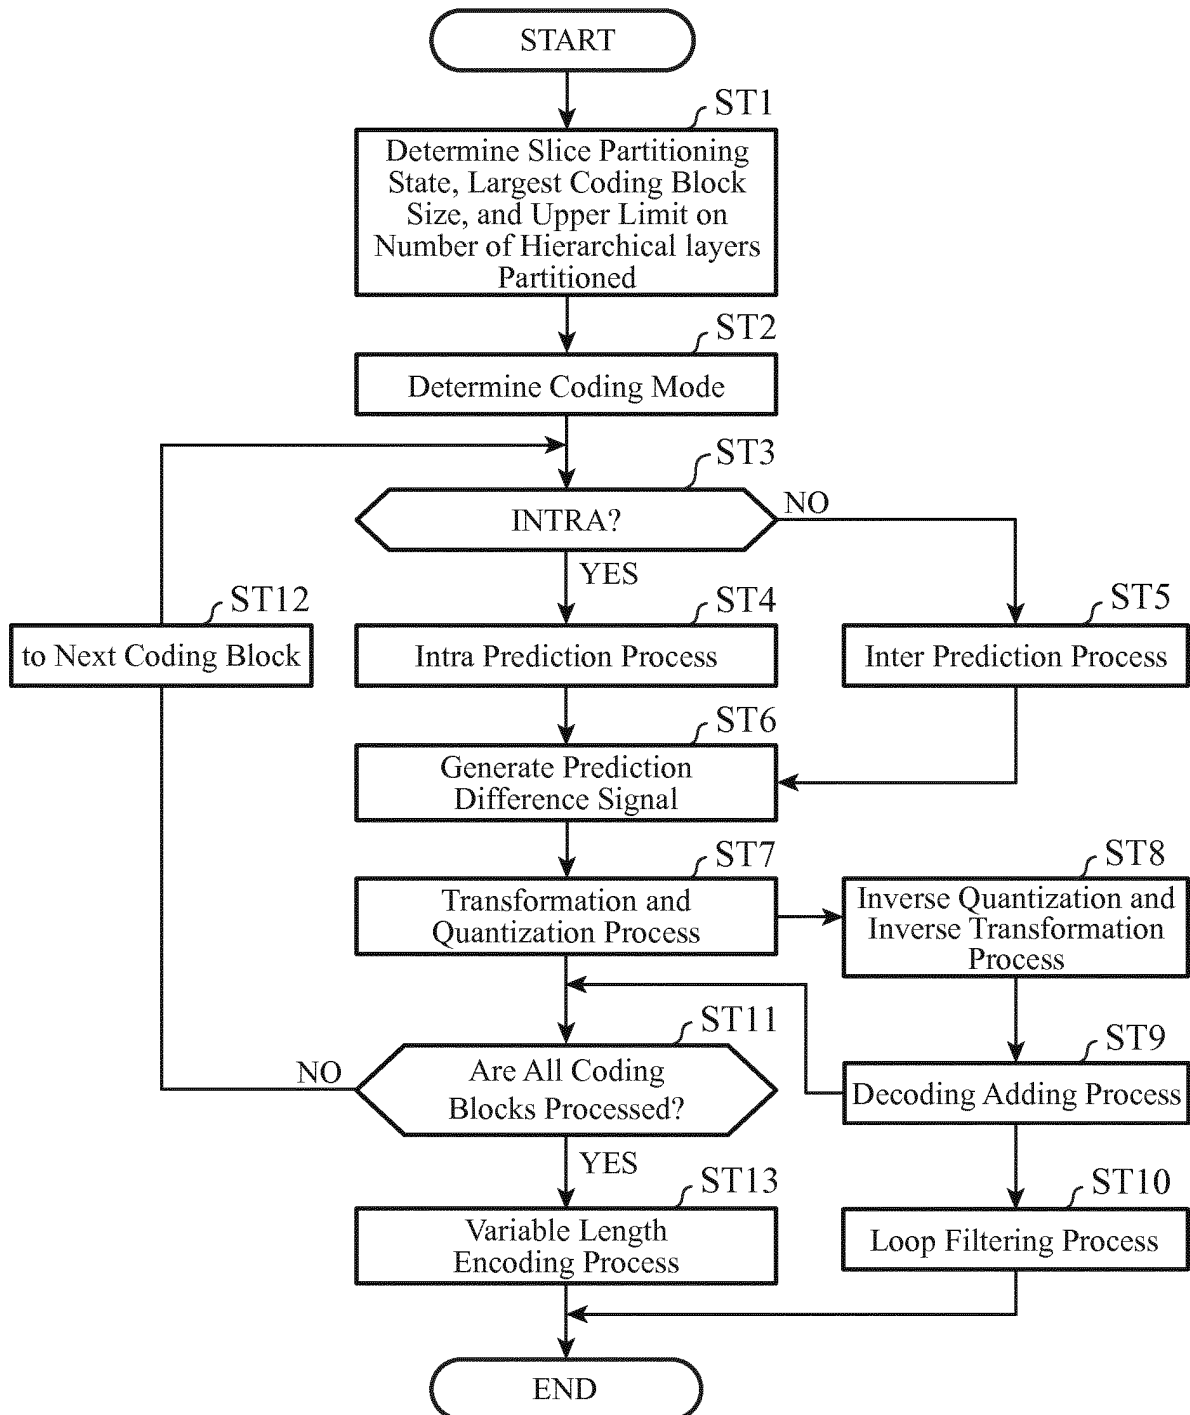 START
ST1
Determine Slice Partitioning
State, Largest Coding Block
Size, and Upper Limit on
Number of Hierarchical layers
Partitioned
ST2
Determine Coding Mode
ST3
INTRA?
NO
YES
ST12
to Next Coding Block
ST4
Intra Prediction Process
ST5
Inter Prediction Process
ST6
Generate Prediction
Difference Signal
ST7
Transformation and
Quantization Process
ST8
Inverse Quantization and
Inverse Transformation
Process
ST11
Are All Coding
Blocks Processed?
NO
YES
ST9
Decoding Adding Process
ST13
Variable Length
Encoding Process
ST10
Loop Filtering Process
END